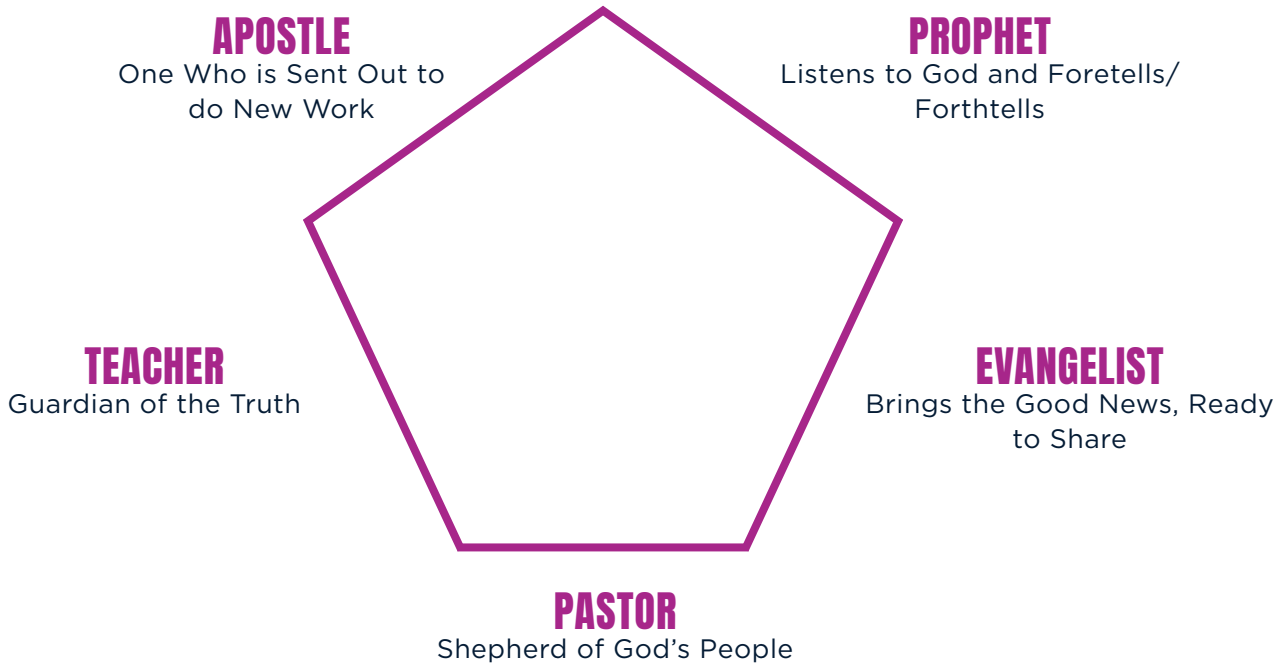 APOSTLE
One Who is Sent Out to
do New Work
PROPHET
Listens to God and Foretells/
Forthtells
TEACHER
Guardian of the Truth
EVANGELIST
Brings the Good News, Ready
to Share
PASTOR
Shepherd of God’s People